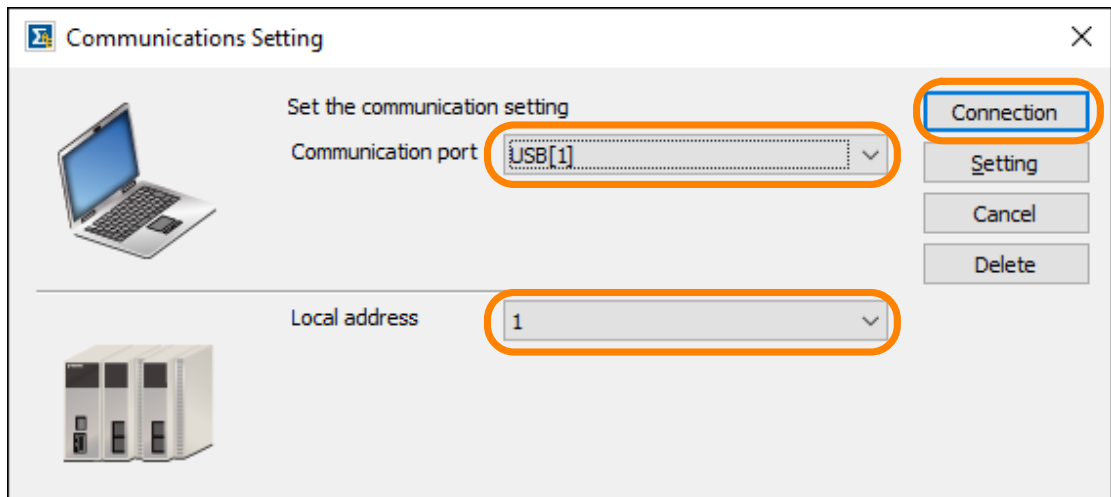 Communications Setting
Set the communication setting
Communication port USB[1]
Local address 1
Connection
Setting
Cancel
Delete